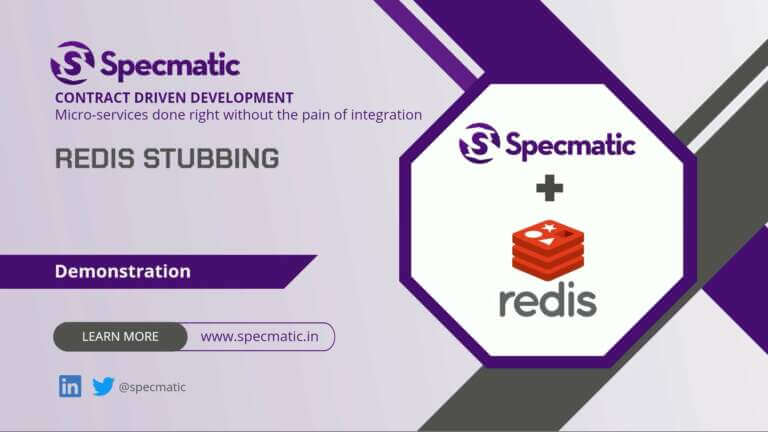 Specmatic
CONTRACT DRIVEN DEVELOPMENT
Micro-services done right without the pain of integration
REDIS STUBBING
Specmatic
+
redis
Demonstration
LEARN MORE
www.specmatic.in
@specmatic